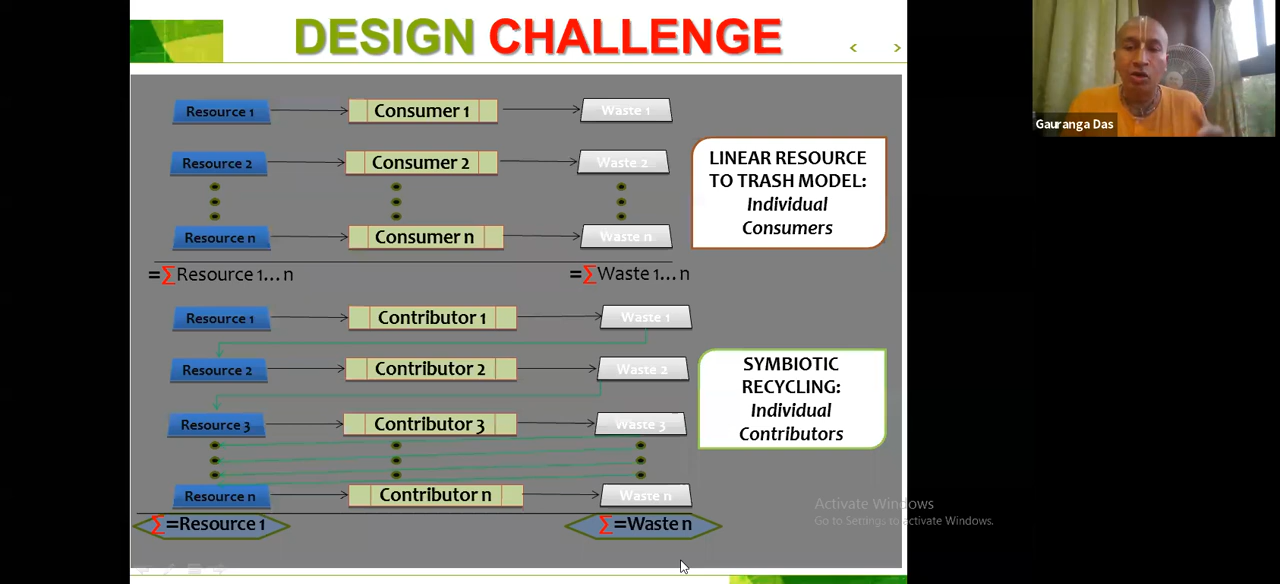 DESIGN CHALLENGE
Resource 1
Consumer 1
Waste 1
Resource 2
Consumer 2
Waste 2
Resource n
Consumer n
Waste n
=∑Resource 1... n
=∑Waste 1... n
LINEAR RESOURCE
TO TRASH MODEL:
Individual
Consumers
Resource 1
Contributor 1
Waste 1
Resource 2
Contributor 2
Waste 2
Resource 3
Contributor 3
Waste 3
Resource n
Contributor n
Waste n
∑=Resource 1
∑=Waste n
SYMBIOTIC
RECYCLING:
Individual
Contributors
Gauranga Das
Activate Windows
Go to Settings to activate Windows.